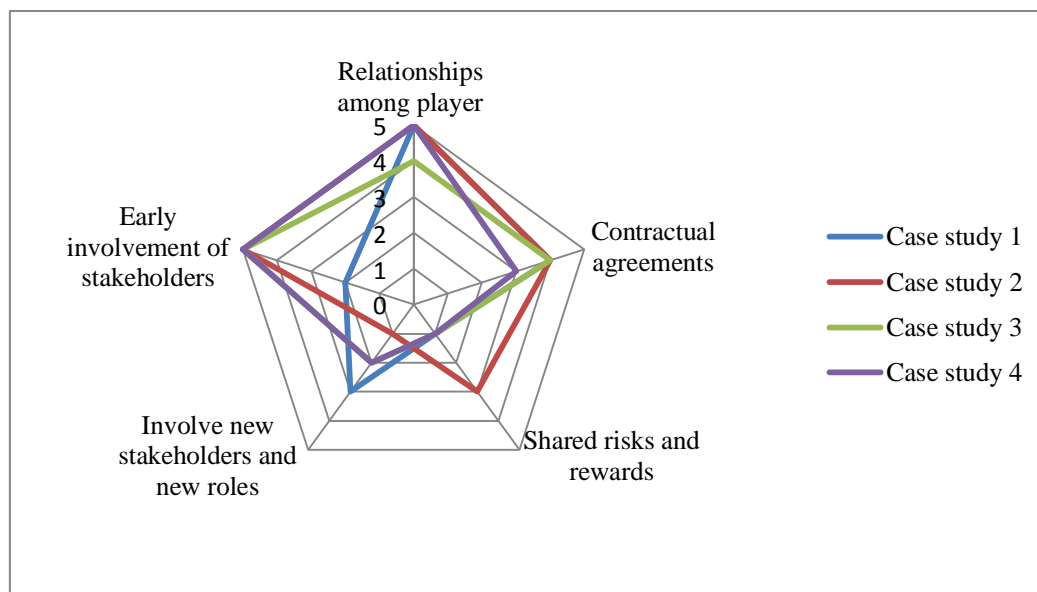 Relationships
among player
5
4
3
2
1
0
Contractual
agreements
Shared risks and
rewards
Involve new
stakeholders and
new roles
Early
involvement of
stakeholders
Case study 1
Case study 2
Case study 3
Case study 4